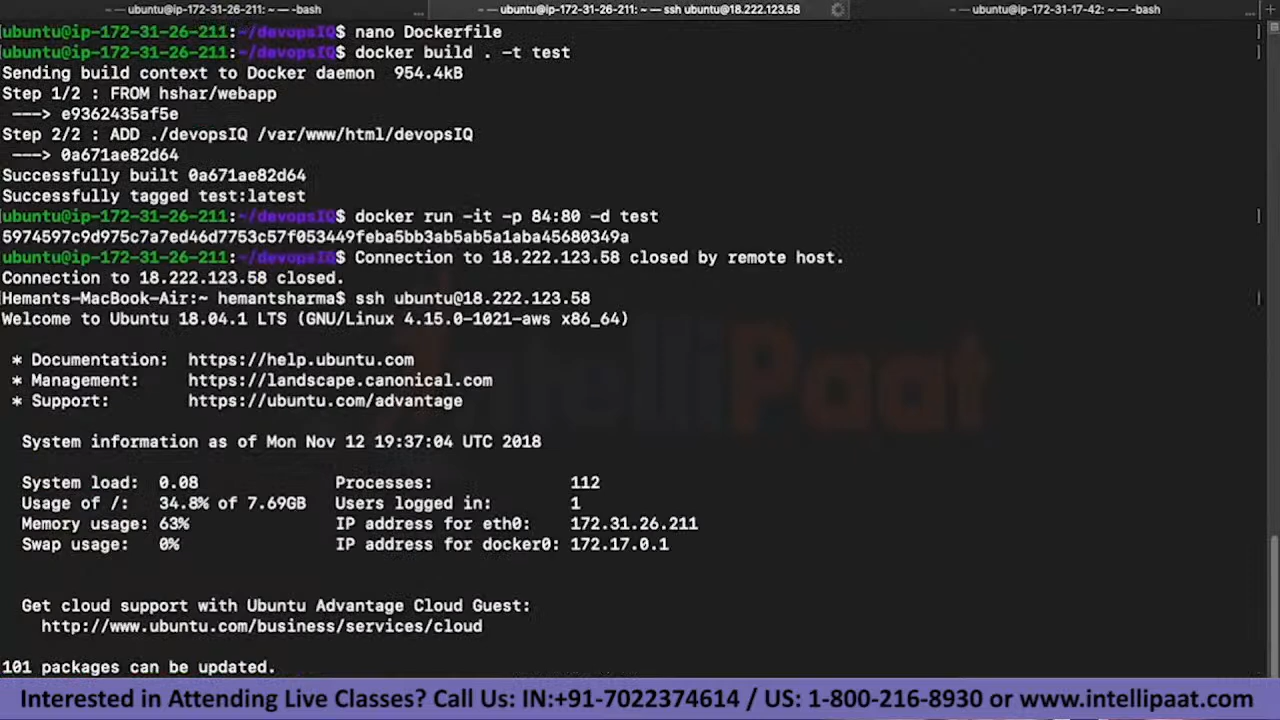 ubuntu@ip-172-31-26-211: ~ — -bash
ubuntu@ip-172-31-26-211: ~ — ssh ubuntu@18.222.123.58
ubuntu@ip-172-31-17-42: ~ — -bash
ubuntu@ip-172-31-26-211:~/devopsIQ$ nano Dockerfile
ubuntu@ip-172-31-26-211:~/devopsIQ$ docker build . -t test
Sending build context to Docker daemon  954.4kB
Step 1/2 : FROM hshar/webapp
 ---> e9362435af5e
Step 2/2 : ADD ./devopsIQ /var/www/html/devopsIQ
 ---> 0a671ae82d64
Successfully built 0a671ae82d64
Successfully tagged test:latest
ubuntu@ip-172-31-26-211:~/devopsIQ$ docker run -it -p 84:80 -d test
5974597c9d975c7a7ed46d7753c57f053449feba5bb3ab5ab5a1aba45680349a
ubuntu@ip-172-31-26-211:~/devopsIQ$ Connection to 18.222.123.58 closed by remote host.
Connection to 18.222.123.58 closed.
Hemants-MacBook-Air:~ hemantsharma$ ssh ubuntu@18.222.123.58
Welcome to Ubuntu 18.04.1 LTS (GNU/Linux 4.15.0-1021-aws x86_64)
* Documentation:  https://help.ubuntu.com
* Management:     https://landscape.canonical.com
* Support:        https://ubuntu.com/advantage
System information as of Mon Nov 12 19:37:04 UTC 2018
System load:  0.08              Processes:              112
Usage of /:   34.8% of 7.69GB   Users logged in:        1
Memory usage: 63%               IP address for eth0:    172.31.26.211
Swap usage:   0%                IP address for docker0: 172.17.0.1
Get cloud support with Ubuntu Advantage Cloud Guest:
http://www.ubuntu.com/business/services/cloud
101 packages can be updated.
IntelliPaat
Interested in Attending Live Classes? Call Us: IN:+91-7022374614 / US: 1-800-216-8930 or www.intellipaat.com